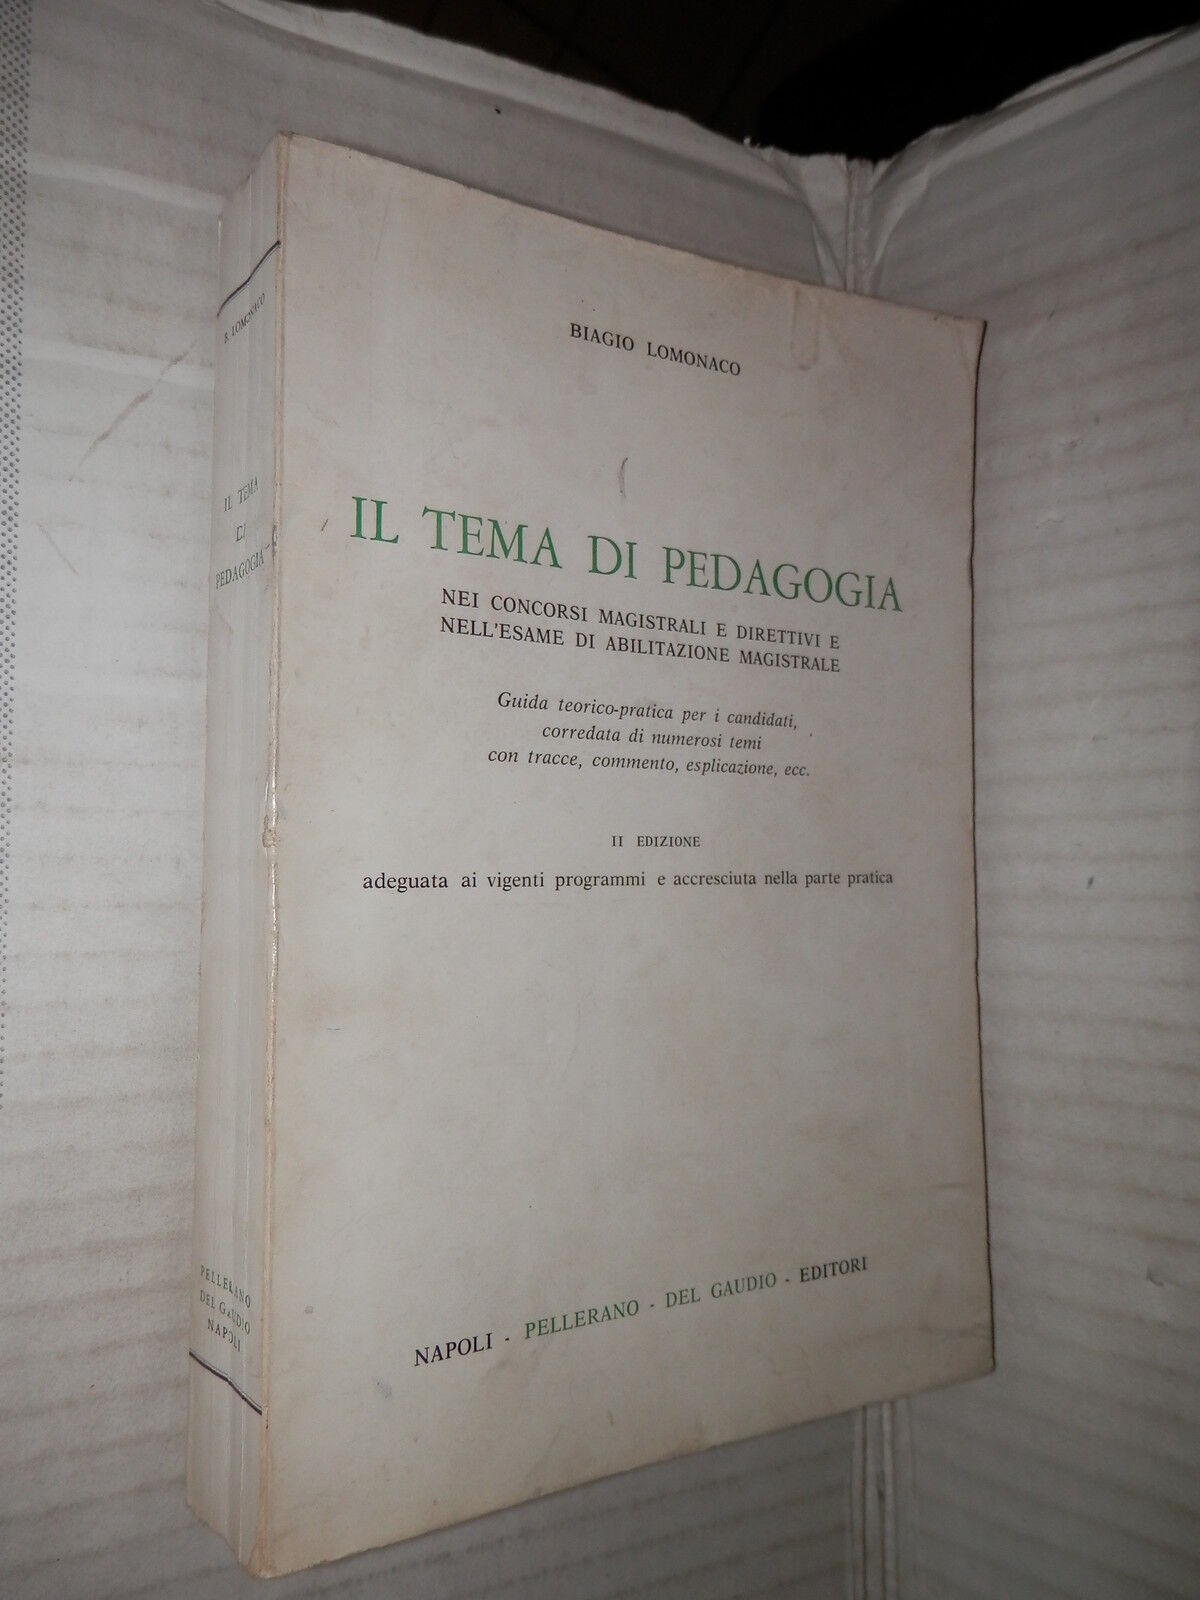 BIAGIO LOMONACO
IL TEMA DI PEDAGOGIA
NEI CONCORSI MAGISTRALI E DIRETTIVI E
NELL'ESAME DI ABILITAZIONE MAGISTRALE
Guida teorico-pratica per i candidati,
corredata di numerosi temi
con tracce, commento, esplicazione, ecc.
II EDIZIONE
adeguata ai vigenti programmi e accresciuta nella parte pratica
NAPOLI - PELLERANO - DEL GAUDIO - EDITORI
B. LOMONACO
IL TEMA
DI
PEDAGOGIA
PELLERANO
DEL GAUDIO
NAPOLI